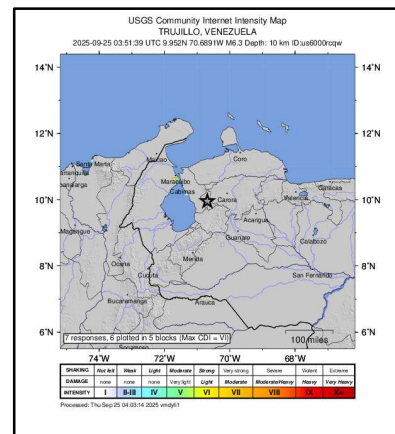 USGS Community Internet Intensity Map
TRUJILLO, VENEZUELA
2025-09-25 03:51:39 UTC 9.952N 70.6891W M6.3 Depth: 10 km ID:us6000rcqw
14°N
14°N
12°N
12°N
Santa Marta
Maicao
Coro
Maracaibo
Caracas
Cabimas
Valencia
10°N
Carora
10°N
Acarigua
Guanare
Calabozo
Merida
8°N
8°N
Ocana
Cucuta
San Fernando
Bucaramanga
Arauca
6°N
7 responses, 6 plotted in 5 blocks (Max CDI = VI)
100 miles
6°N
74°W
72°W
70°W
68°W
SHAKING Not felt Weak Light Moderate Strong Very strong Severe Violent Extreme
DAMAGE none none none Very light Light Moderate Moderate/Heavy Heavy Very Heavy
INTENSITY I II-III IV V VI VII VIII IX X+
Processed: Thu Sep 25 04:03:14 2025 vmdyfi1